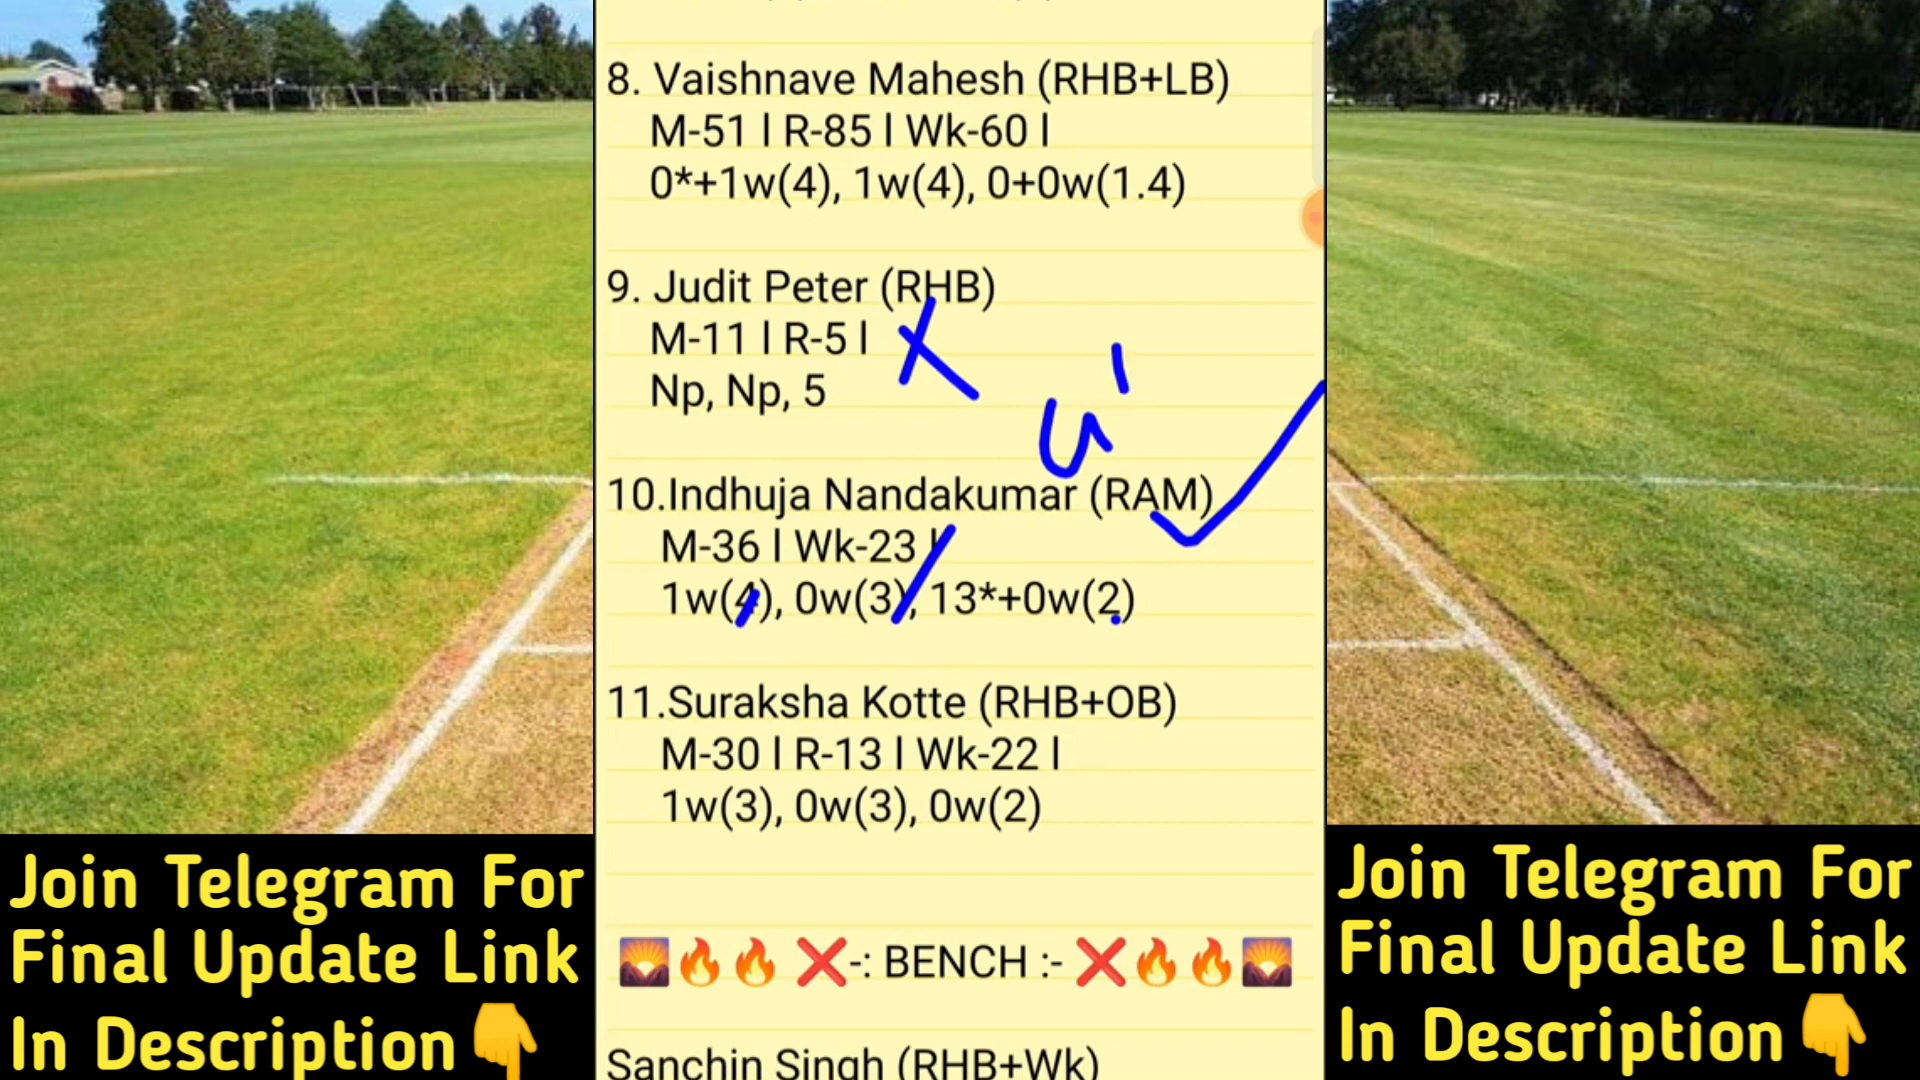 8. Vaishnave Mahesh (RHB+LB)
M-51 l R-85 l Wk-60 l
0*+1w(4), 1w(4), 0+0w(1.4)
9. Judit Peter (RHB)
M-11 l R-5 l
Np, Np, 5
10.Indhuja Nandakumar (RAM)
M-36 l Wk-23 l
1w(4), 0w(3), 13*+0w(2)
11.Suraksha Kotte (RHB+OB)
M-30 l R-13 l Wk-22 l
1w(3), 0w(3), 0w(2)
-: BENCH :-
Sanchin Singh (RHB+Wk)
Join Telegram For
Final Update Link
In Description
Join Telegram For
Final Update Link
In Description